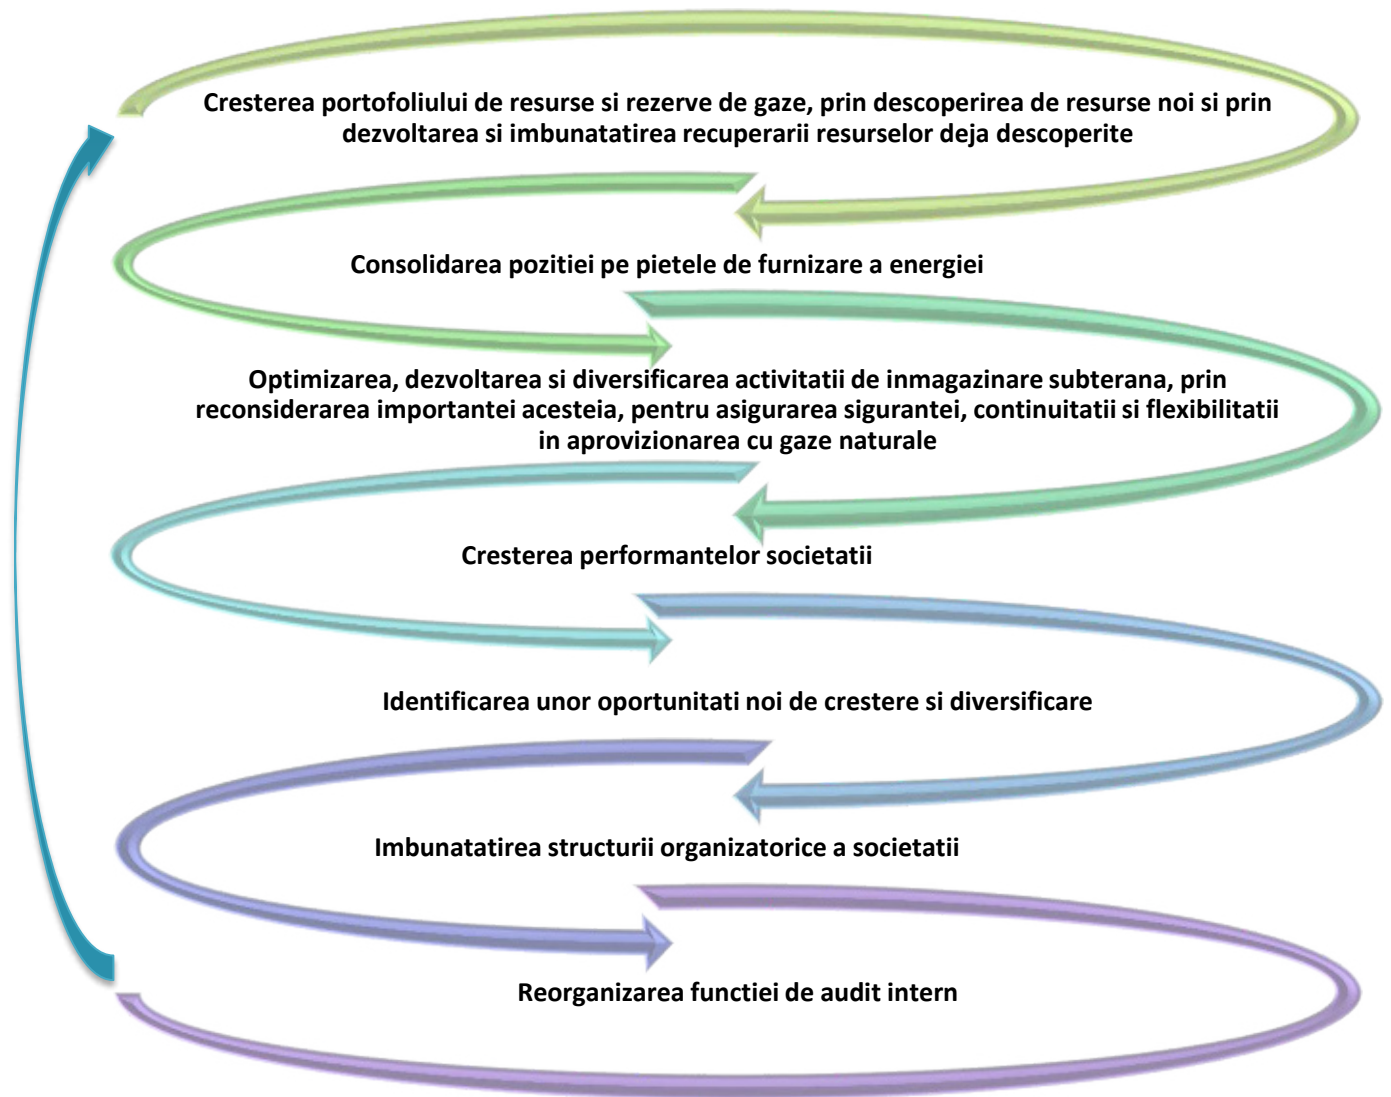 Cresterea portofoliului de resurse si rezerve de gaze, prin descoperirea de resurse noi si prin
dezvoltarea si imbunatatirea recuperarii resurselor deja descoperite
Consolidarea pozitiei pe pietele de furnizare a energiei
Optimizarea, dezvoltarea si diversificarea activitatii de inmagazinare subterana, prin
reconsiderarea importantei acesteia, pentru asigurarea sigurantei, continuitatii si flexibilitatii
in aprovizionarea cu gaze naturale
Cresterea performantelor societatii
Identificarea unor oportunitati noi de crestere si diversificare
Imbunatatirea structurii organizatorice a societatii
Reorganizarea functiei de audit intern